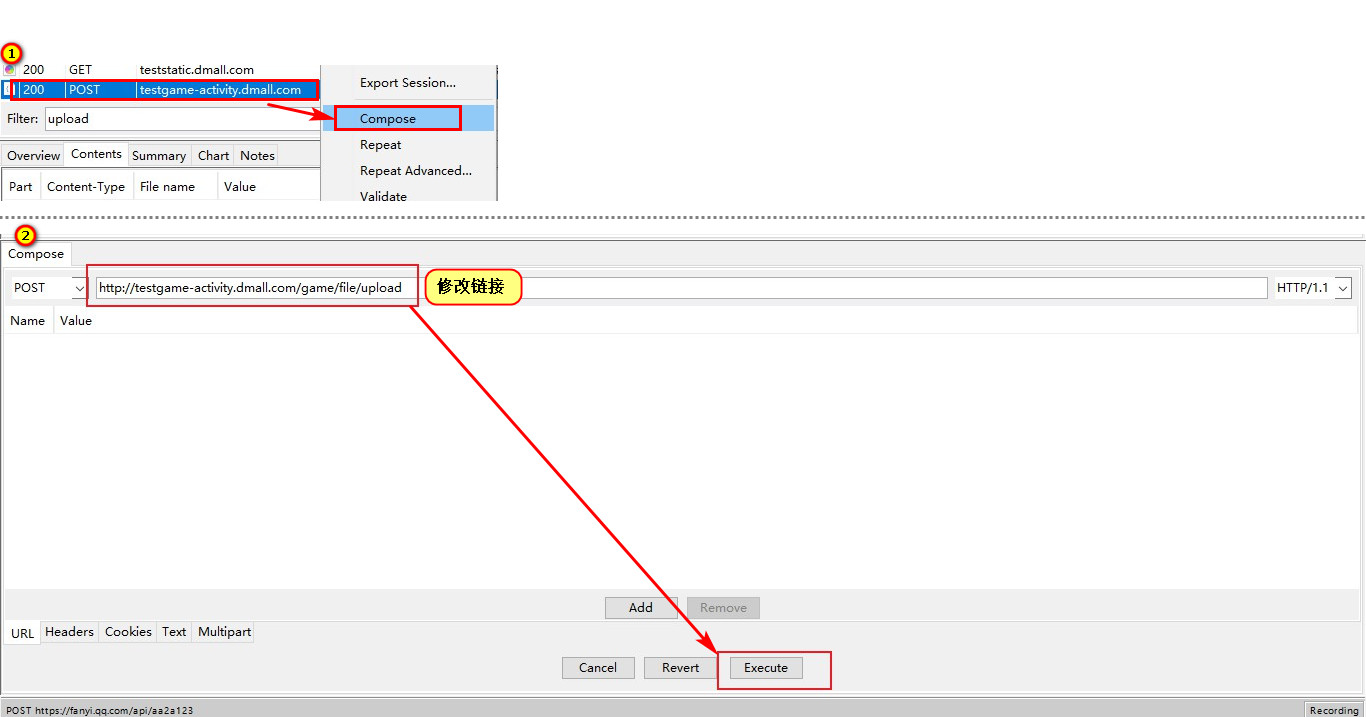 1
200 GET teststatic.dmall.com
200 POST testgame-activity.dmall.com
Filter: upload
Export Session...
Compose
Repeat
Repeat Advanced...
Validate
Overview Contents Summary Chart Notes
Part Content-Type File name Value
2
Compose
POST http://testgame-activity.dmall.com/game/file/upload 修改链接 HTTP/1.1
Name Value
Add Remove
URL Headers Cookies Text Multipart
Cancel Revert Execute
POST https://fanyi.qq.com/api/aa2a123 Recording